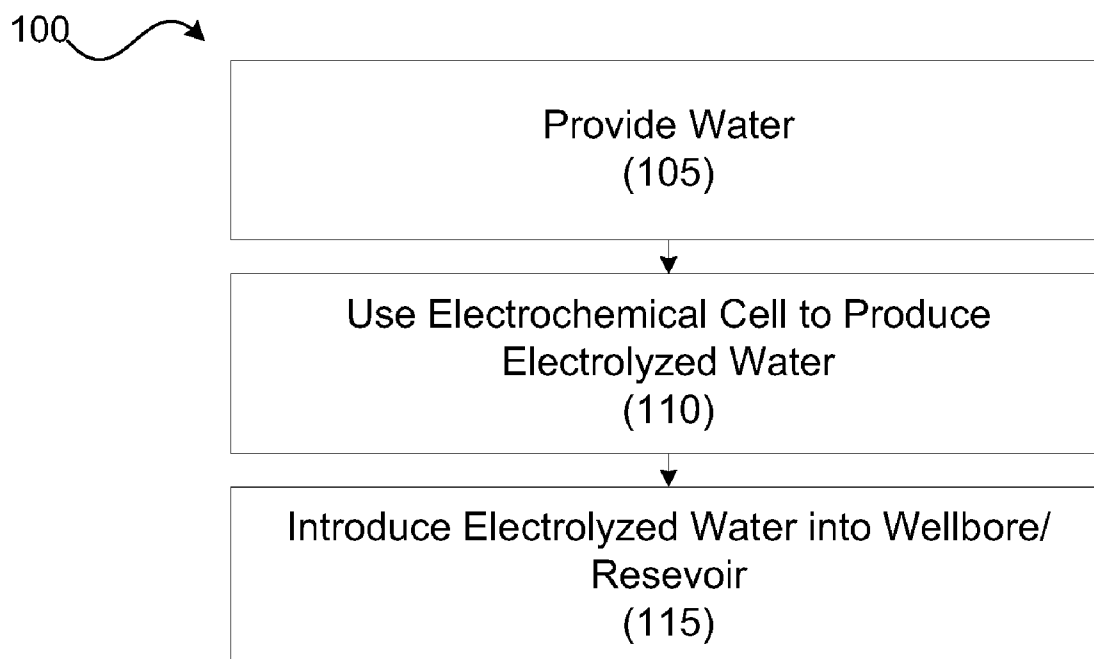 100
Provide Water
(105)
Use Electrochemical Cell to Produce
Electrolyzed Water
(110)
Introduce Electrolyzed Water into Wellbore/
Resevoir
(115)